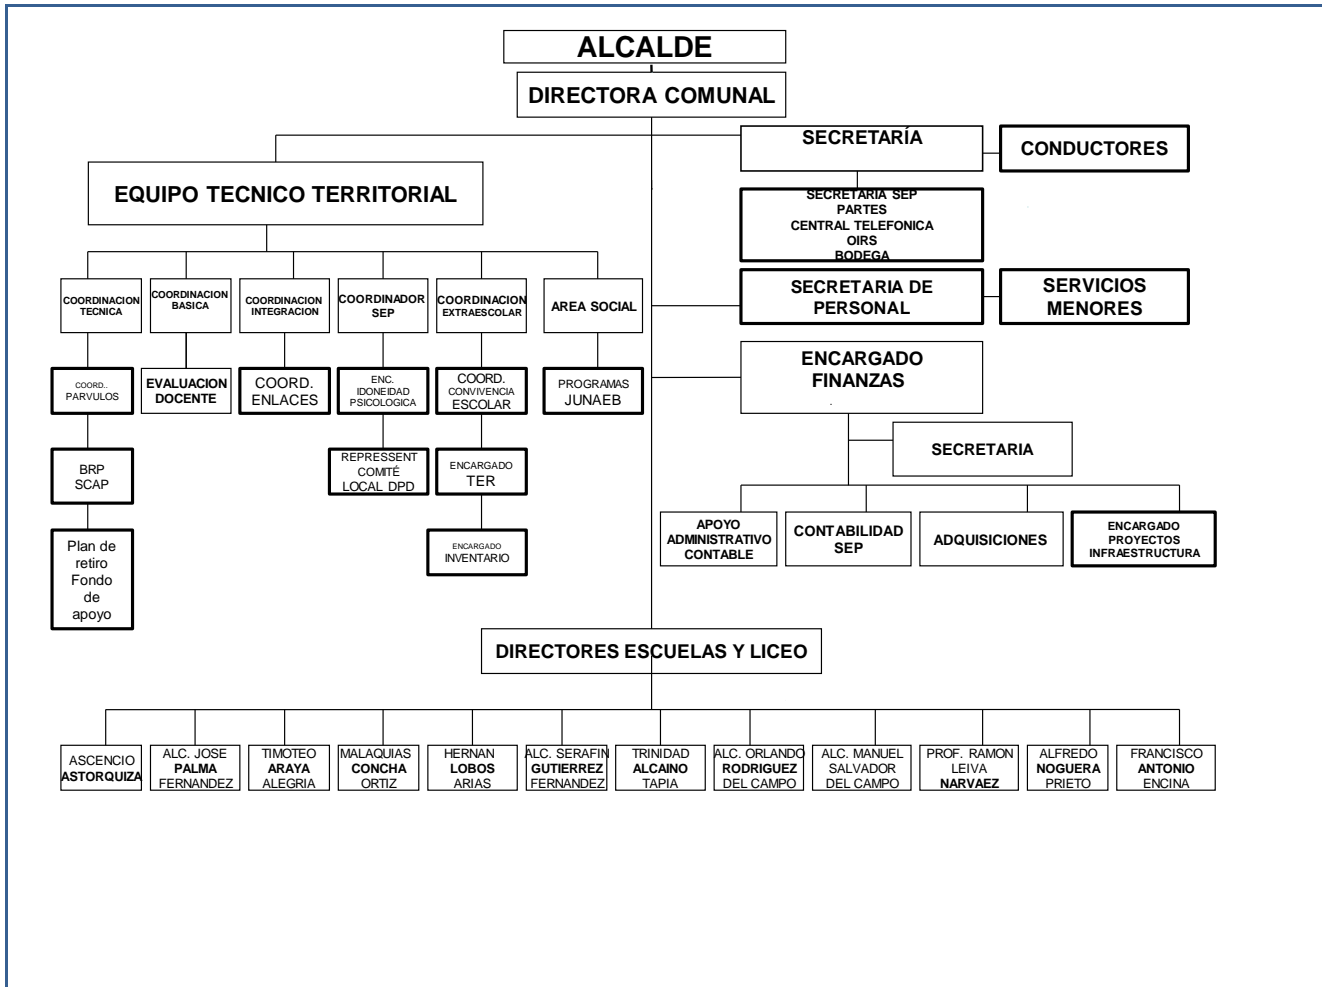 ALCALDE
DIRECTORA COMUNAL
SECRETARÍA
CONDUCTORES
EQUIPO TECNICO TERRITORIAL
SECRETARIA SEP
PARTES
CENTRAL TELEFONICA
OIRS
BODEGA
SECRETARIA DE
PERSONAL
SERVICIOS
MENORES
COORDINACION
TECNICA
COORDINACION
BASICA
COORDINACION
INTEGRACION
COORDINADOR
SEP
COORDINACION
EXTRAESCOLAR
AREA SOCIAL
ENCARGADO
FINANZAS
COORD..
PARVULOS
EVALUACION
DOCENTE
COORD.
ENLACES
ENC.
IDONEIDAD
PSICOLOGICA
COORD.
CONVIVENCIA
ESCOLAR
PROGRAMAS
JUNAEB
SECRETARIA
BRP
SCAP
REPRESSENT
COMITÉ
LOCAL DPD
ENCARGADO
TER
APOYO
ADMINISTRATIVO
CONTABLE
CONTABILIDAD
SEP
ADQUISICIONES
ENCARGADO
PROYECTOS
INFRAESTRUCTURA
Plan de
retiro
Fondo
de
apoyo
ENCARGADO
INVENTARIO
DIRECTORES ESCUELAS Y LICEO
ASCENCIO
ASTORQUIZA
ALC. JOSE
PALMA
FERNANDEZ
TIMOTEO
ARAYA
ALEGRIA
MALAQUIAS
CONCHA
ORTIZ
HERNAN
LOBOS
ARIAS
ALC. SERAFIN
GUTIERREZ
FERNANDEZ
TRINIDAD
ALCAINO
TAPIA
ALC. ORLANDO
RODRIGUEZ
DEL CAMPO
ALC. MANUEL
SALVADOR
DEL CAMPO
PROF. RAMON
LEIVA
NARVAEZ
ALFREDO
NOGUERA
PRIETO
FRANCISCO
ANTONIO
ENCINA